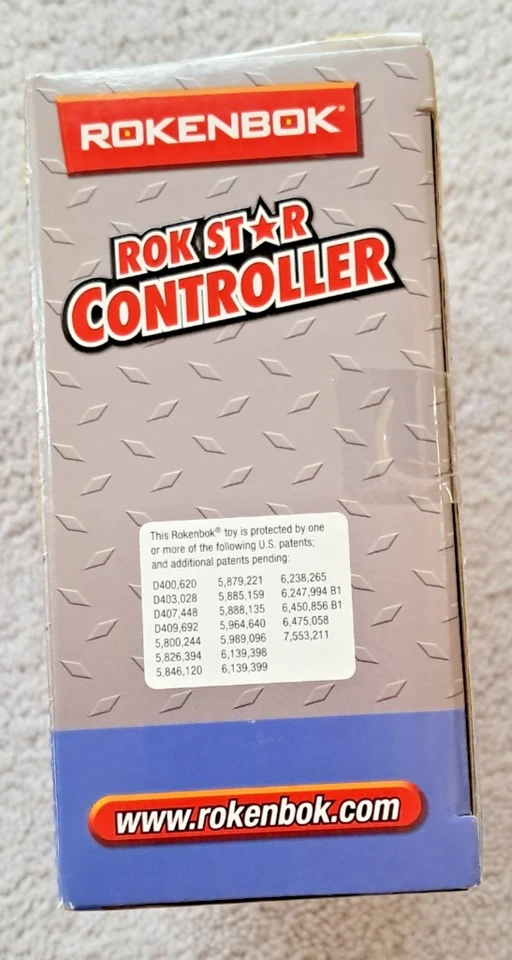 ROKENBOK®
ROK ST★R
CONTROLLER
This Rokenbok® toy is protected by one
or more of the following U.S. patents;
and additional patents pending:
D400,620 5,879,221 6,238,265
D403,028 5,885,159 6,247,994 B1
D407,448 5,888,135 6,450,856 B1
D409,692 5,964,640 6,475,058
5,800,244 5,989,096 7,553,211
5,826,394 6,139,398
5,846,120 6,139,399
www.rokenbok.com